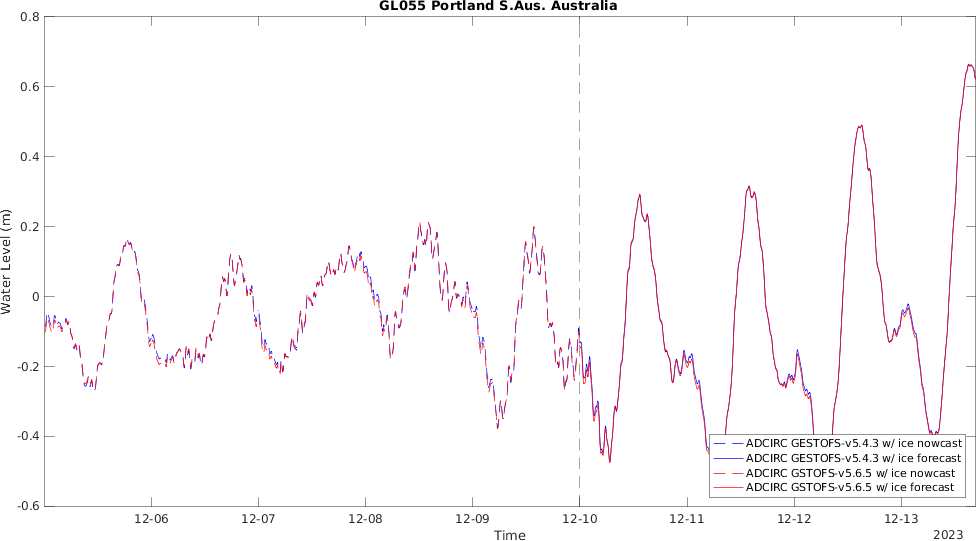 GL055 Portland S.Aus. Australia
0.8
0.6
0.4
0.2
0
-0.2
-0.4
-0.6
Water Level (m)
ADCIRC GESTOFS-v5.4.3 w/ ice nowcast
ADCIRC GESTOFS-v5.4.3 w/ ice forecast
ADCIRC GSTOFS-v5.6.5 w/ ice nowcast
ADCIRC GSTOFS-v5.6.5 w/ ice forecast
12-06 12-07 12-08 12-09 12-10 12-11 12-12 12-13
Time
2023